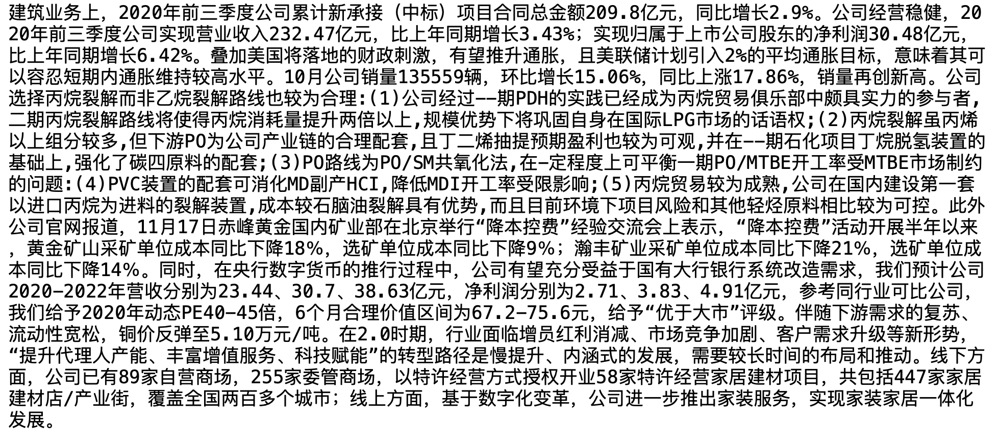 建筑业务上，2020年前三季度公司累计新承接（中标）项目合同总金额209.8亿元，同比增长2.9%。公司经营稳健，20
20年前三季度公司实现营业收入232.47亿元，比上年同期增长3.43%；实现归属于上市公司股东的净利润30.48亿元，
比上年同期增长6.42%。叠加美国将落地的财政刺激，有望推升通胀，且美联储计划引入2%的平均通胀目标，意味着其可
以容忍短期内通胀维持较高水平。10月公司销量135559辆，环比增长15.06%，同比上涨17.86%，销量再创新高。公司
选择丙烷裂解而非乙烷裂解路线也较为合理:(1)公司经过——期PDH的实践已经成为丙烷贸易俱乐部中颇具实力的参与者,
二期丙烷裂解路线将使得丙烷消耗量提升两倍以上,规模优势下将巩固自身在国际LPG市场的话语权;(2)丙烷裂解虽丙烯
以上组分较多,但下游PO为公司产业链的合理配套,且丁二烯抽提预期盈利也较为可观,并在——期石化项目丁烷脱氢装置的
基础上,强化了碳四原料的配套;(3)PO路线为PO/SM共氧化法,在-定程度上可平衡一期PO/MTBE开工率受MTBE市场制约
的问题:(4)PVC装置的配套可消化MD副产HCI,降低MDI开工率受限影响;(5)丙烷贸易较为成熟,公司在国内建设第一套
以进口丙烷为进料的裂解装置,成本较石脑油裂解具有优势,而且目前环境下项目风险和其他轻烃原料相比较为可控。此外
公司官网报道，11月17日赤峰黄金国内矿业部在北京举行“降本控费”经验交流会上表示，“降本控费”活动开展半年以来
，黄金矿山采矿单位成本同比下降18%，选矿单位成本同比下降9%；瀚丰矿业采矿单位成本同比下降21%，选矿单位成
本同比下降14%。同时，在央行数字货币的推行过程中，公司有望充分受益于国有大行银行系统改造需求，我们预计公司
2020-2022年营收分别为23.44、30.7、38.63亿元，净利润分别为2.71、3.83、4.91亿元，参考同行业可比公司，
我们给予2020年动态PE40-45倍，6个月合理价值区间为67.2-75.6元，给予“优于大市”评级。伴随下游需求的复苏、
流动性宽松，铜价反弹至5.10万元/吨。在2.0时期，行业面临增员红利消减、市场竞争加剧、客户需求升级等新形势，
“提升代理人产能、丰富增值服务、科技赋能”的转型路径是慢提升、内涵式的发展，需要较长时间的布局和推动。线下方
面，公司已有89家自营商场，255家委管商场，以特许经营方式授权开业58家特许经营家居建材项目，共包括447家家居
建材店/产业街，覆盖全国两百多个城市；线上方面，基于数字化变革，公司进一步推出家装服务，实现家装家居一体化
发展。